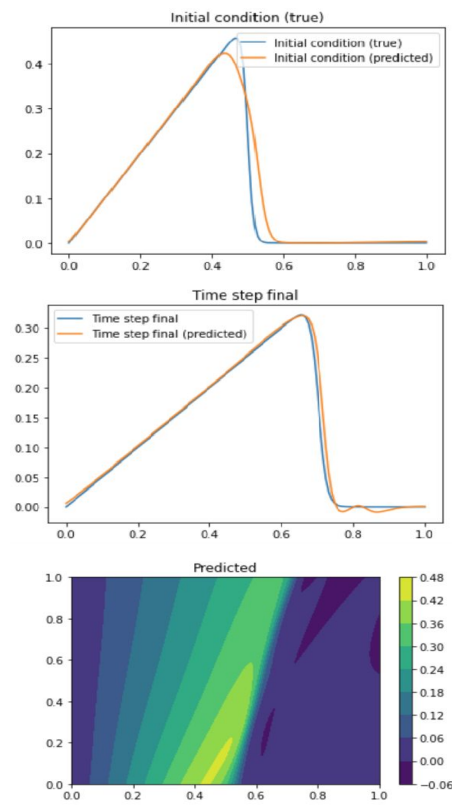 Initial condition (true)
Initial condition (true)
Initial condition (predicted)
0.4
0.3
0.2
0.1
0.0
0.0 0.2 0.4 0.6 0.8 1.0
Time step final
Time step final
Time step final (predicted)
0.30
0.25
0.20
0.15
0.10
0.05
0.00
0.0 0.2 0.4 0.6 0.8 1.0
Predicted
1.0
0.8
0.6
0.4
0.2
0.0
0.0 0.2 0.4 0.6 0.8 1.0
0.48
0.42
0.36
0.30
0.24
0.18
0.12
0.06
0.00
−0.06